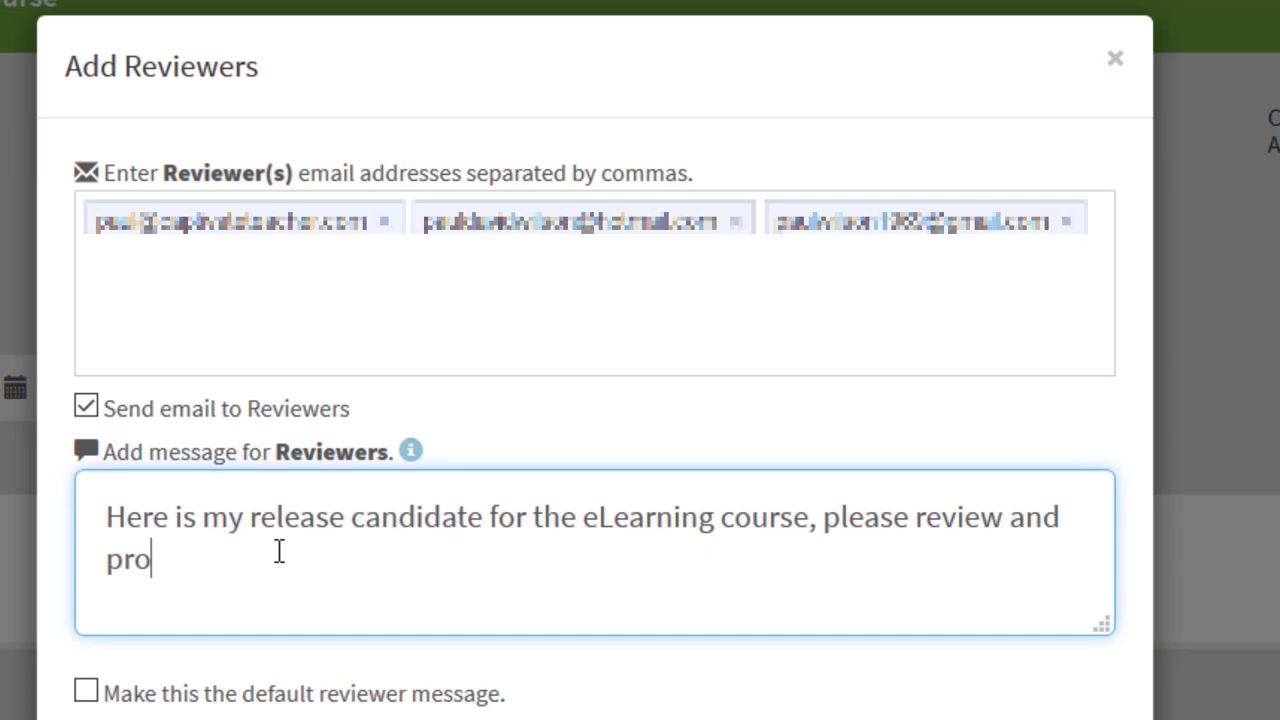 Add Reviewers
×
Enter Reviewer(s) email addresses separated by commas.
Send email to Reviewers
Add message for Reviewers.
Here is my release candidate for the eLearning course, please review and
pro
Make this the default reviewer message.